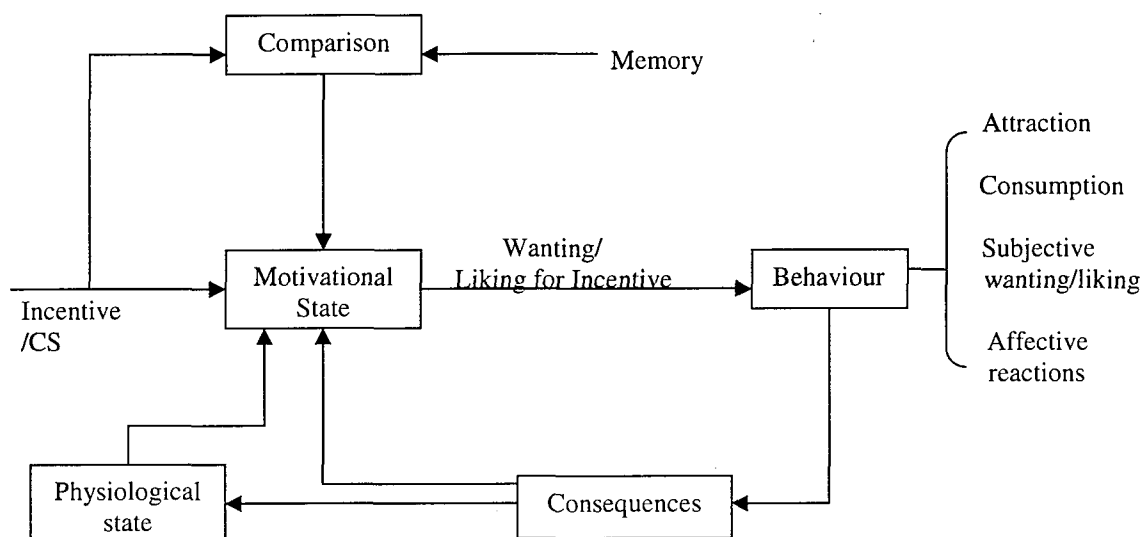 Comparison
Memory
Attraction
Consumption
Subjective
wanting/liking
Affective
reactions
Wanting/
Liking for Incentive
Motivational
State
Behaviour
Incentive
/CS
Physiological
state
Consequences